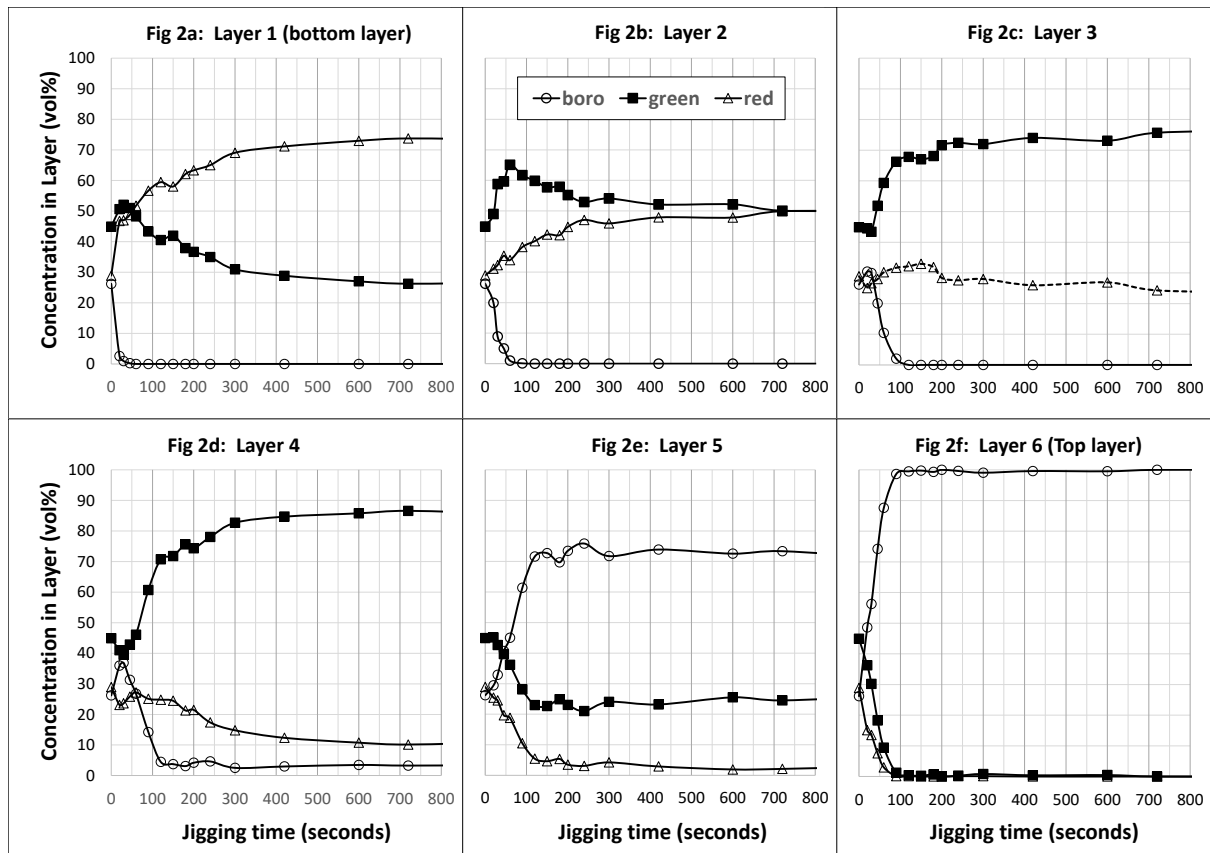 Fig 2a: Layer 1 (bottom layer)
Fig 2b: Layer 2
Fig 2c: Layer 3
Concentration in Layer (vol%)
100
90
80
70
60
50
40
30
20
10
0
boro green red
0 100 200 300 400 500 600 700 800
0 100 200 300 400 500 600 700 800
0 100 200 300 400 500 600 700 800
Fig 2d: Layer 4
Fig 2e: Layer 5
Fig 2f: Layer 6 (Top layer)
Concentration in Layer (vol%)
100
90
80
70
60
50
40
30
20
10
0
0 100 200 300 400 500 600 700 800
0 100 200 300 400 500 600 700 800
0 100 200 300 400 500 600 700 800
Jigging time (seconds)
Jigging time (seconds)
Jigging time (seconds)